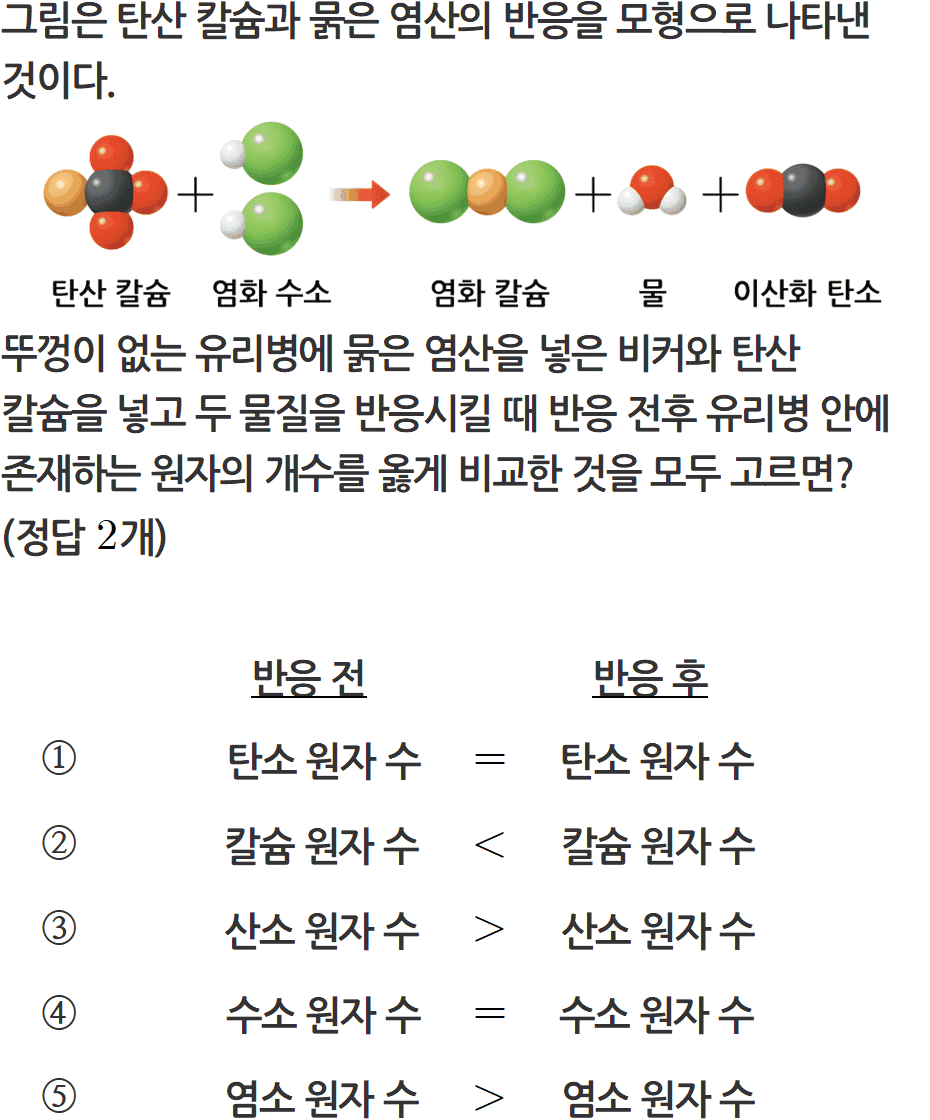 그림은 탄산 칼슘과 묽은 염산의 반응을 모형으로 나타낸
것이다.
+ + +
탄산 칼슘 염화 수소 염화 칼슘 물 이산화 탄소
뚜껑이 없는 유리병에 묽은 염산을 넣은 비커와 탄산
칼슘을 넣고 두 물질을 반응시킬 때 반응 전후 유리병 안에
존재하는 원자의 개수를 옳게 비교한 것을 모두 고르면?
(정답 2개)
반응 전 반응 후
① 탄소 원자 수 = 탄소 원자 수
② 칼슘 원자 수 < 칼슘 원자 수
③ 산소 원자 수 > 산소 원자 수
④ 수소 원자 수 = 수소 원자 수
⑤ 염소 원자 수 > 염소 원자 수